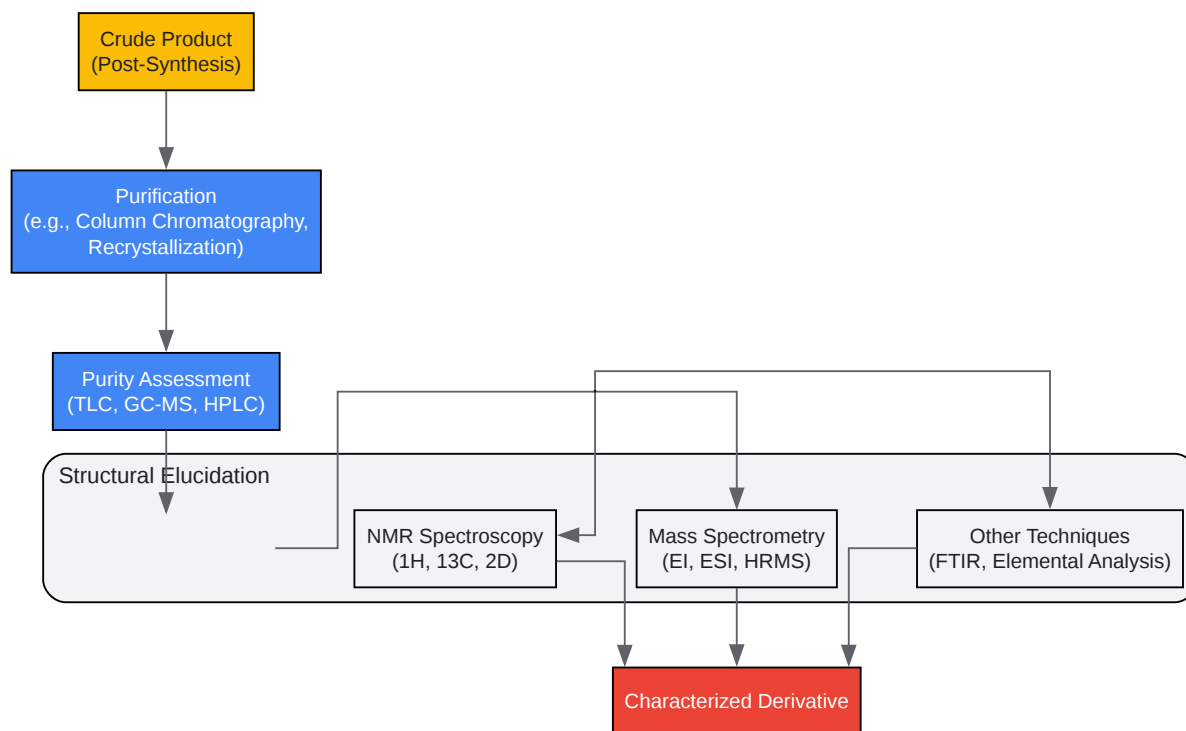 Crude Product
(Post-Synthesis)
Purification
(e.g., Column Chromatography,
Recrystallization)
Purity Assessment
(TLC, GC-MS, HPLC)
Structural Elucidation
NMR Spectroscopy
(1H, 13C, 2D)
Mass Spectrometry
(EI, ESI, HRMS)
Other Techniques
(FTIR, Elemental Analysis)
Characterized Derivative